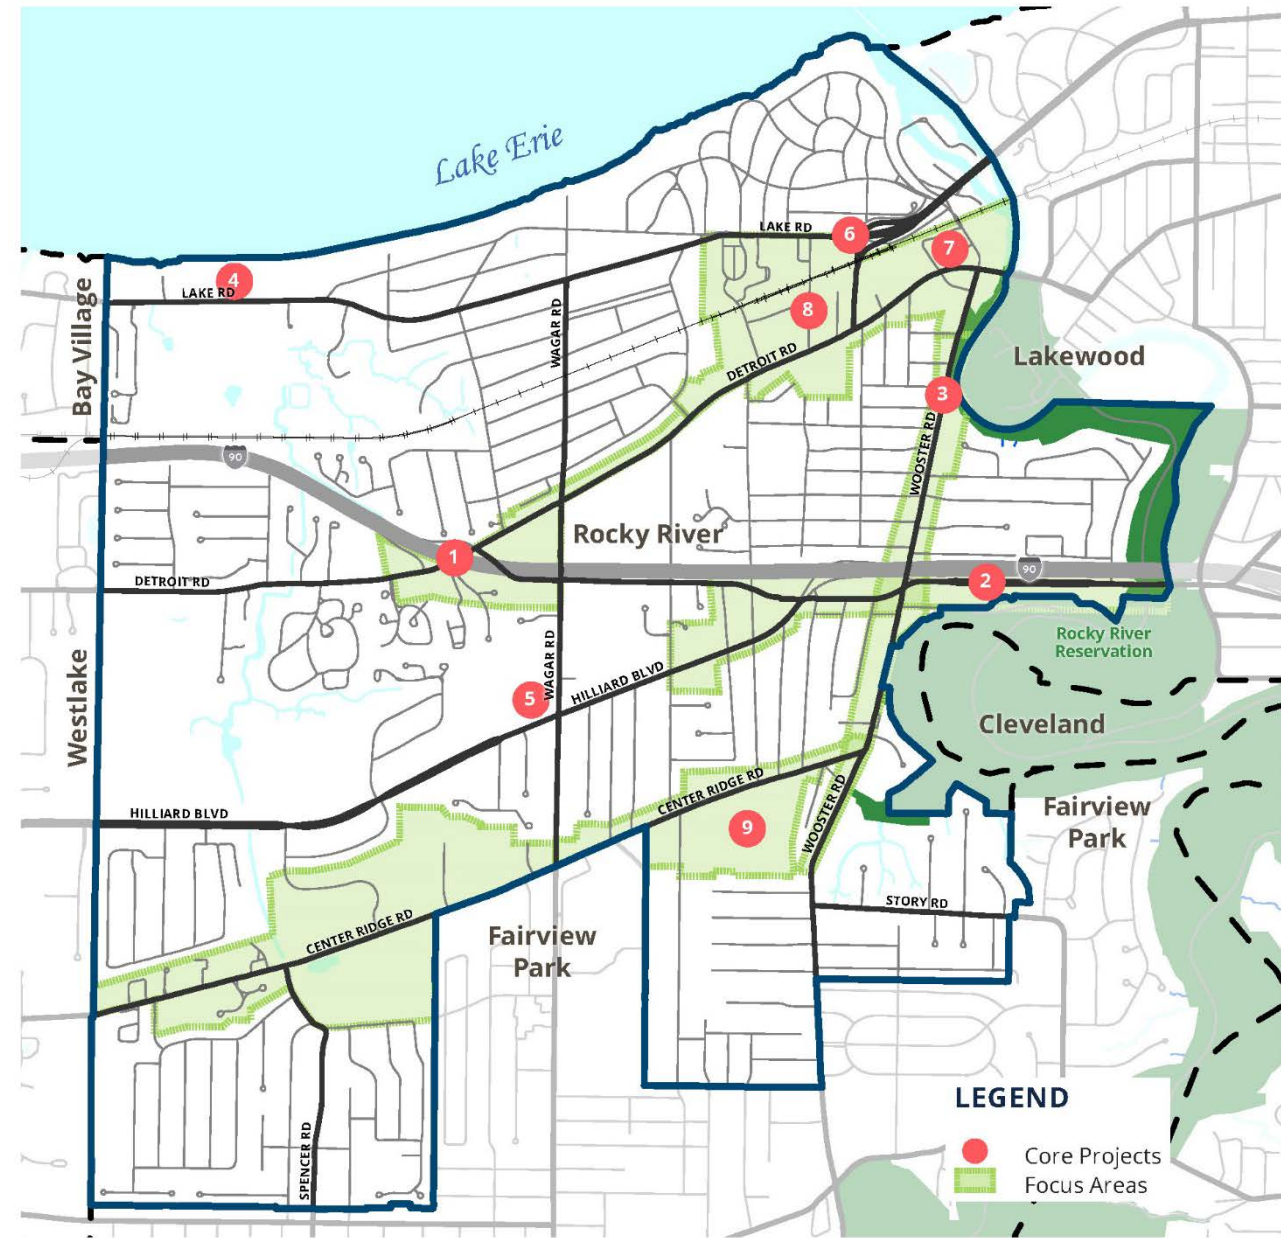 Lake Erie
LAKE RD
6
7
4
LAKE RD
Bay Village
WAGAR RD
8
DETROIT RD
Lakewood
3
WOOSTER RD
90
Rocky River
1
90
2
DETROIT RD
Rocky River
Reservation
WAGAR RD
HILLIARD BLVD
5
Westlake
Cleveland
CENTER RIDGE RD
HILLIARD BLVD
9
WOOSTER RD
Fairview
Park
STORY RD
CENTER RIDGE RD
Fairview
Park
SPENCER RD
LEGEND
Core Projects
Focus Areas